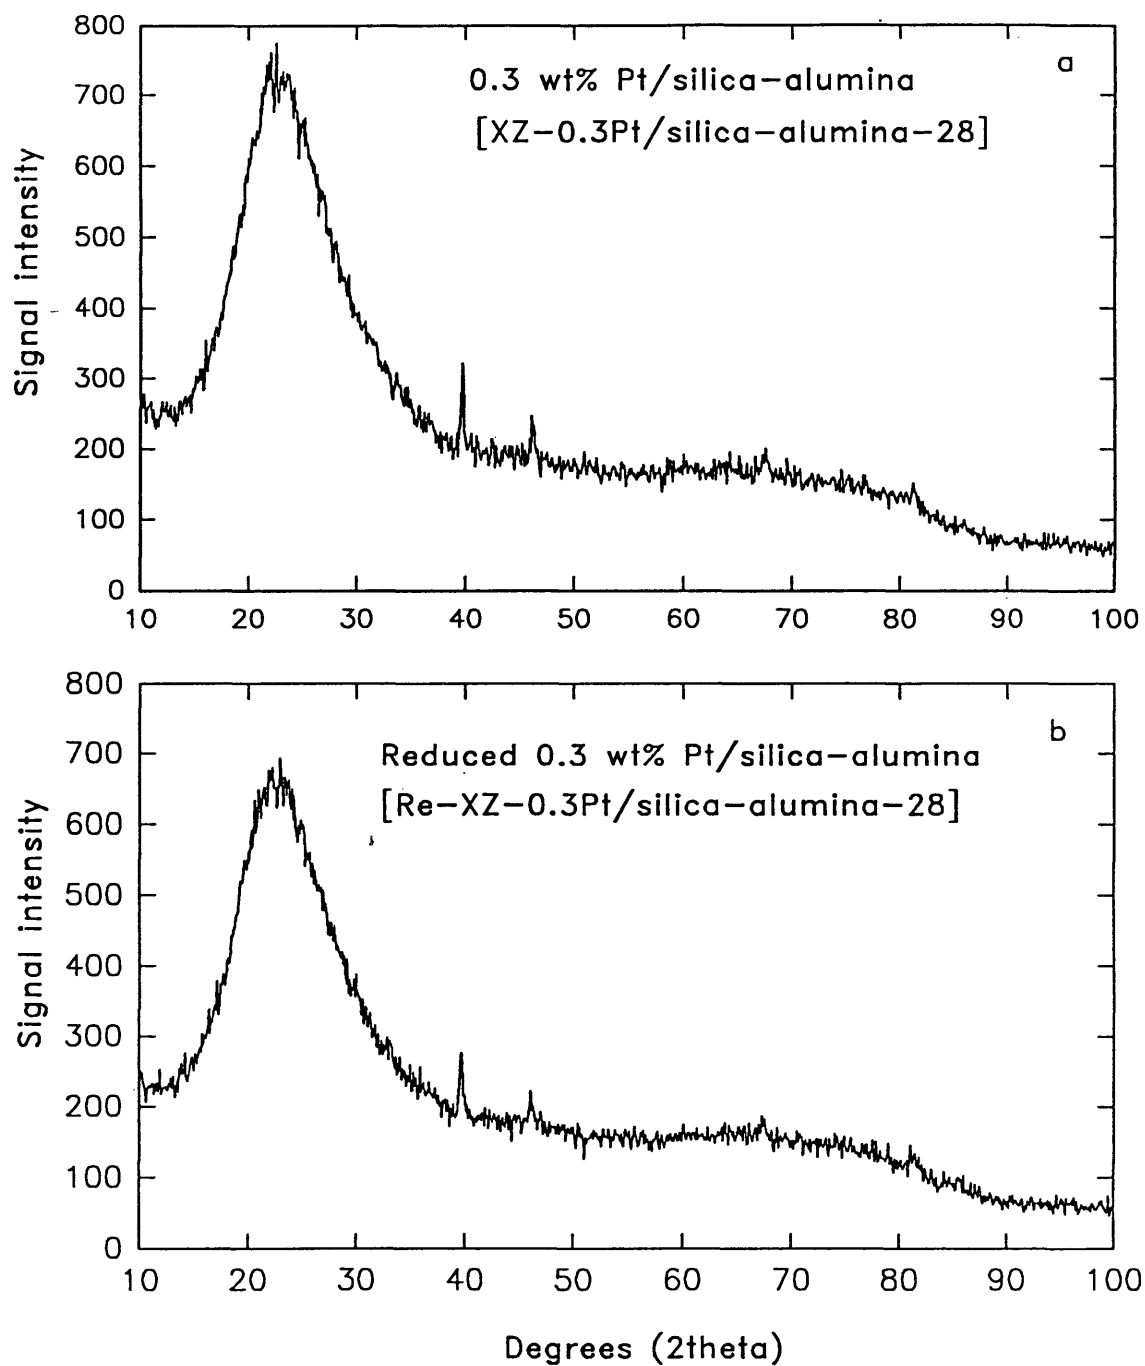 a
0.3 wt% Pt/silica-alumina
[XZ-0.3Pt/silica-alumina-28]
Signal intensity
800
700
600
500
400
300
200
100
0
10 20 30 40 50 60 70 80 90 100
b
Reduced 0.3 wt% Pt/silica-alumina
[Re-XZ-0.3Pt/silica-alumina-28]
Signal intensity
800
700
600
500
400
300
200
100
0
10 20 30 40 50 60 70 80 90 100
Degrees (2theta)